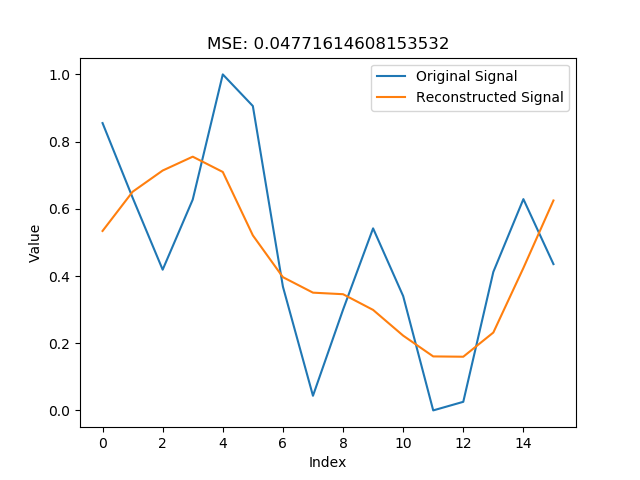 MSE: 0.04771614608153532
Original Signal
Reconstructed Signal
1.0
0.8
0.6
0.4
0.2
0.0
Value
0 2 4 6 8 10 12 14
Index